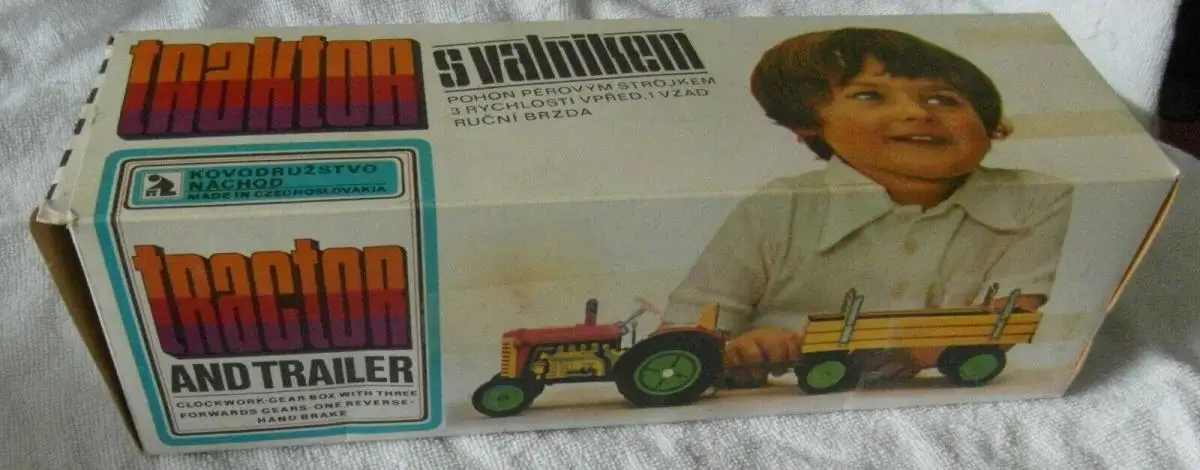 traktor
s valníkem
POHON PÉROVÝM STROJKEM
3 RYCHLOSTI VPŘED, 1 VZAD
RUČNÍ BRZDA
KOVODRUŽSTVO
NÁCHOD
MADE IN CZECHOSLOVAKIA
tractor
AND TRAILER
CLOCKWORK-GEAR BOX WITH THREE
FORWARDS GEARS-ONE REVERSE-
HAND BRAKE